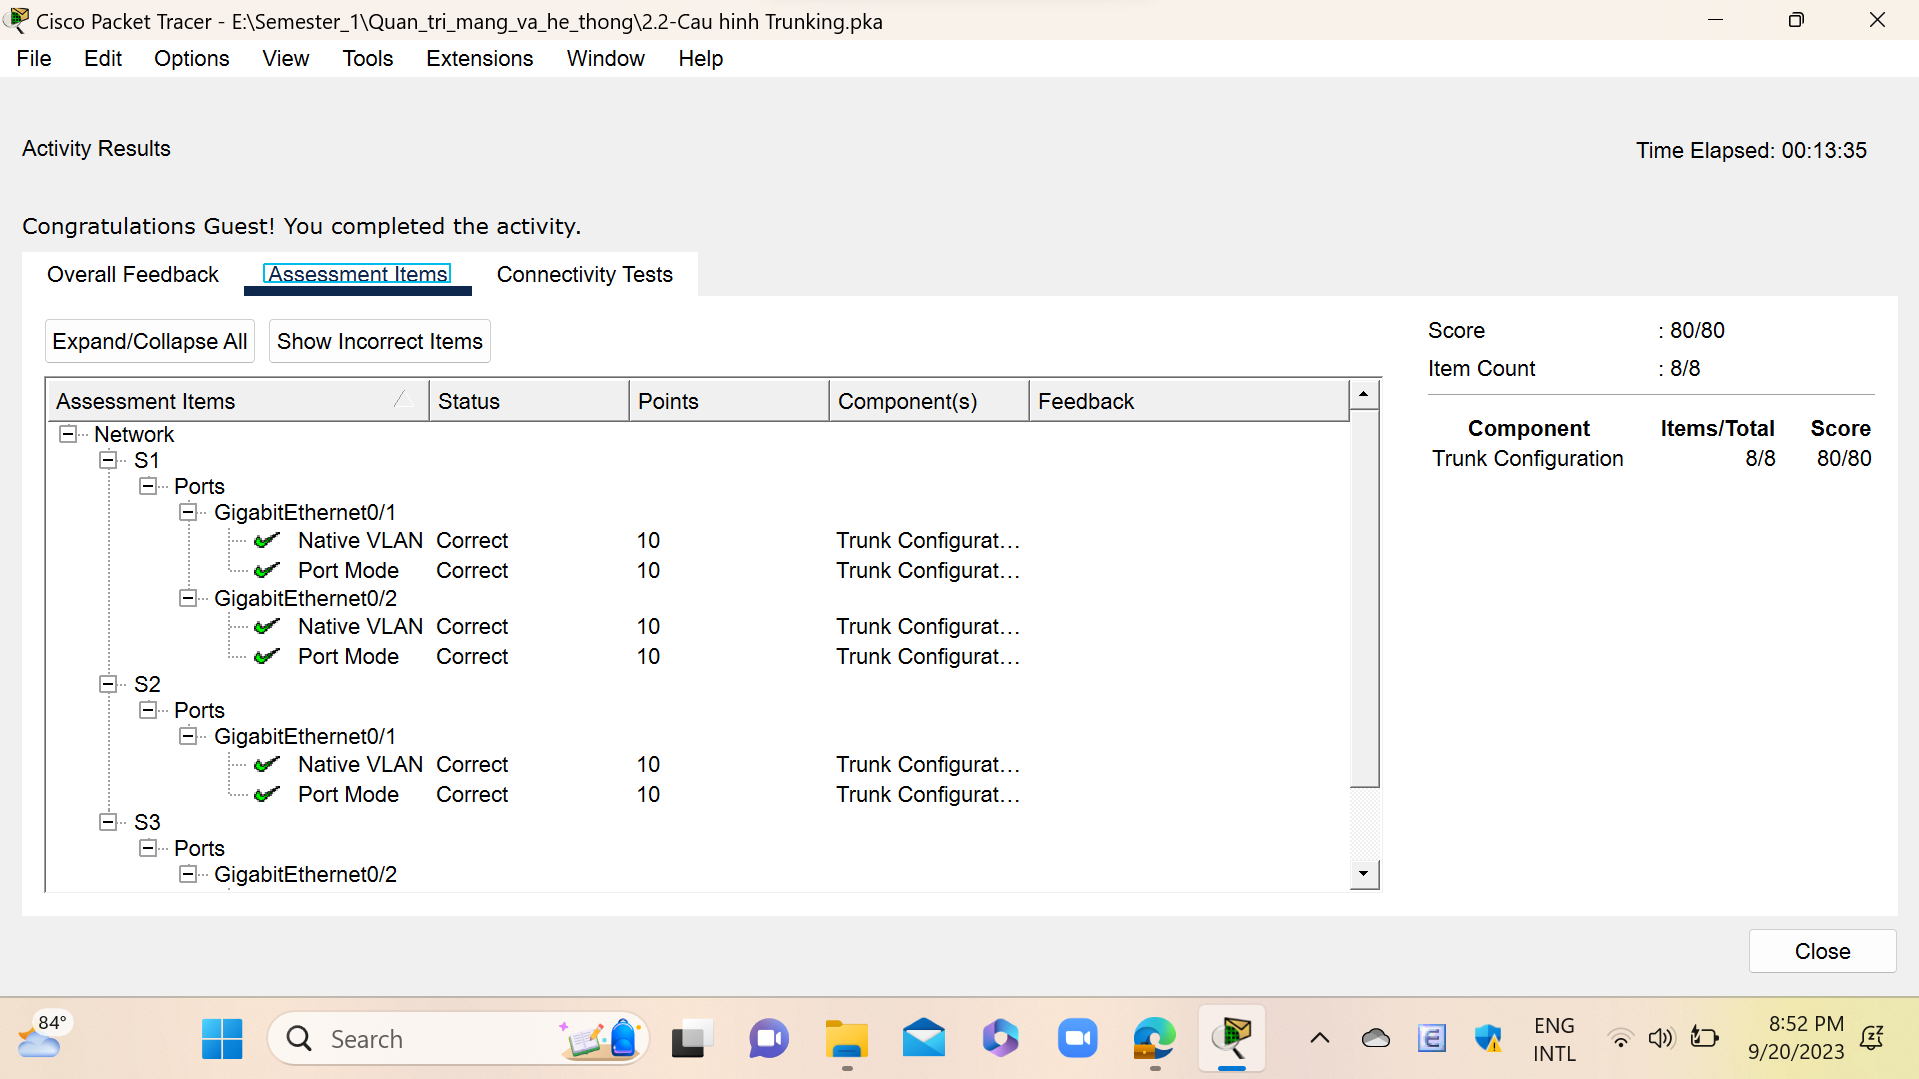 Cisco Packet Tracer - E:\Semester_1\Quan_tri_mang_va_he_thong\2.2-Cau hinh Trunking.pka
File Edit Options View Tools Extensions Window Help
Activity Results
Time Elapsed: 00:13:35
Congratulations Guest! You completed the activity.
Overall Feedback Assessment Items Connectivity Tests
Expand/Collapse All Show Incorrect Items
Assessment Items Status Points Component(s) Feedback
Network
S1
Ports
GigabitEthernet0/1
Native VLAN Correct 10 Trunk Configurat...
Port Mode Correct 10 Trunk Configurat...
GigabitEthernet0/2
Native VLAN Correct 10 Trunk Configurat...
Port Mode Correct 10 Trunk Configurat...
S2
Ports
GigabitEthernet0/1
Native VLAN Correct 10 Trunk Configurat...
Port Mode Correct 10 Trunk Configurat...
S3
Ports
GigabitEthernet0/2
Score : 80/80
Item Count : 8/8
Component Items/Total Score
Trunk Configuration 8/8 80/80
Close
84°
Search
ENG
INTL
8:52 PM
9/20/2023